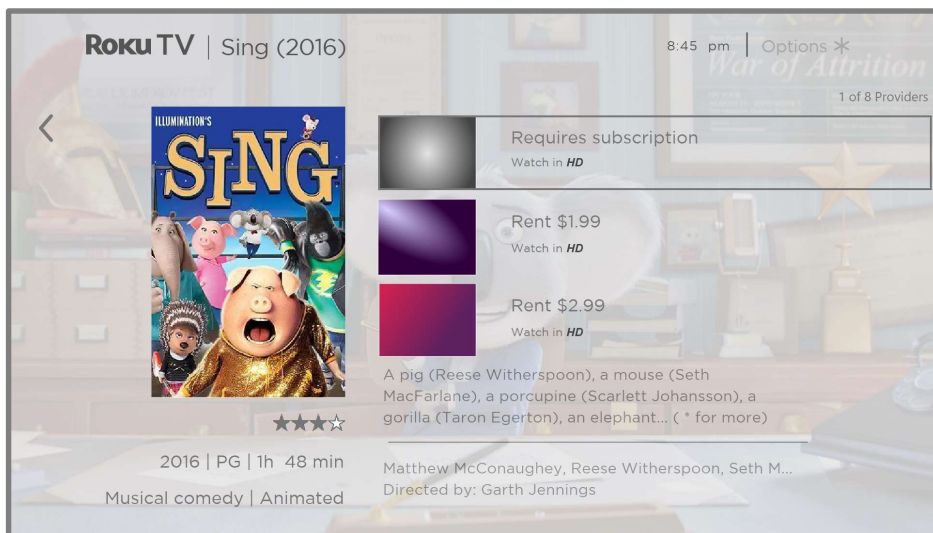 ROKU TV | Sing (2016)
8:45 pm | Options *
War of Attrition
1 of 8 Providers
ILLUMINATION'S
SING
Requires subscription
Watch in HD
Rent $1.99
Watch in HD
Rent $2.99
Watch in HD
A pig (Reese Witherspoon), a mouse (Seth
MacFarlane), a porcupine (Scarlett Johansson), a
gorilla (Taron Egerton), an elephant... ( * for more)
2016 | PG | 1h 48 min
Musical comedy | Animated
Matthew McConaughey, Reese Witherspoon, Seth M...
Directed by: Garth Jennings